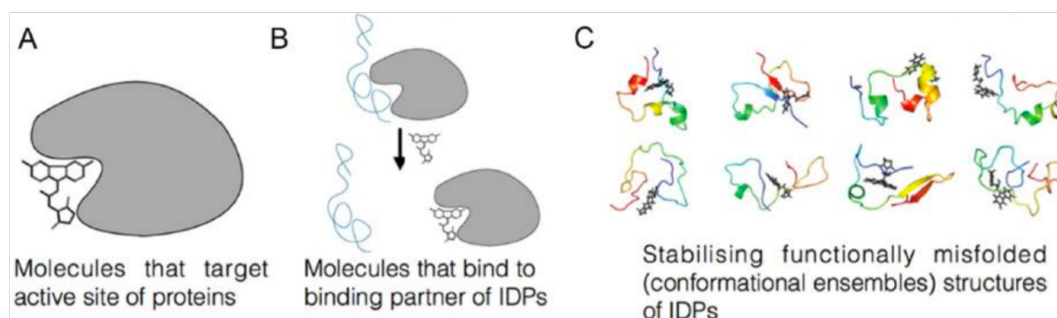 A
B
C
Molecules that target
active site of proteins
Molecules that bind to
binding partner of IDPs
Stabilising functionally misfolded
(conformational ensembles) structures
of IDPs